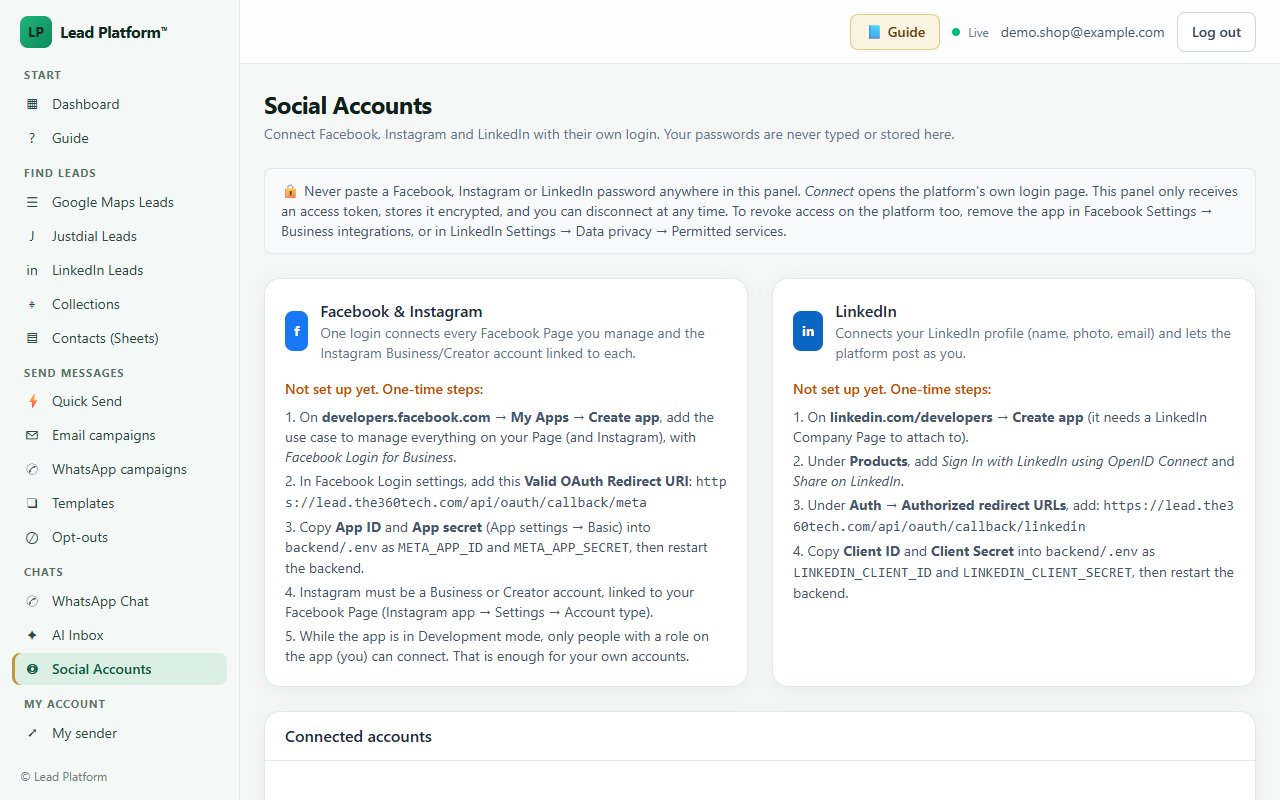 LP Lead Platform™
START
Dashboard
? Guide
FIND LEADS
Google Maps Leads
J Justdial Leads
in LinkedIn Leads
Collections
Contacts (Sheets)
SEND MESSAGES
Quick Send
Email campaigns
WhatsApp campaigns
Templates
Opt-outs
CHATS
WhatsApp Chat
AI Inbox
Social Accounts
MY ACCOUNT
My sender
© Lead Platform
Guide
Live
demo.shop@example.com
Log out
Social Accounts
Connect Facebook, Instagram and LinkedIn with their own login. Your passwords are never typed or stored here.
Never paste a Facebook, Instagram or LinkedIn password anywhere in this panel. Connect opens the platform's own login page. This panel only receives
an access token, stores it encrypted, and you can disconnect at any time. To revoke access on the platform too, remove the app in Facebook Settings →
Business integrations, or in LinkedIn Settings → Data privacy → Permitted services.
f
Facebook & Instagram
One login connects every Facebook Page you manage and the
Instagram Business/Creator account linked to each.
Not set up yet. One-time steps:
1. On developers.facebook.com → My Apps → Create app, add the
use case to manage everything on your Page (and Instagram), with
Facebook Login for Business.
2. In Facebook Login settings, add this Valid OAuth Redirect URI: http
s://lead.the360tech.com/api/oauth/callback/meta
3. Copy App ID and App secret (App settings → Basic) into
backend/.env as META_APP_ID and META_APP_SECRET, then restart
the backend.
4. Instagram must be a Business or Creator account, linked to your
Facebook Page (Instagram app → Settings → Account type).
5. While the app is in Development mode, only people with a role on
the app (you) can connect. That is enough for your own accounts.
in
LinkedIn
Connects your LinkedIn profile (name, photo, email) and lets the
platform post as you.
Not set up yet. One-time steps:
1. On linkedin.com/developers → Create app (it needs a LinkedIn
Company Page to attach to).
2. Under Products, add Sign In with LinkedIn using OpenID Connect and
Share on LinkedIn.
3. Under Auth → Authorized redirect URLs, add: https://lead.the3
60tech.com/api/oauth/callback/linkedin
4. Copy Client ID and Client Secret into backend/.env as
LINKEDIN_CLIENT_ID and LINKEDIN_CLIENT_SECRET, then restart the
backend.
Connected accounts